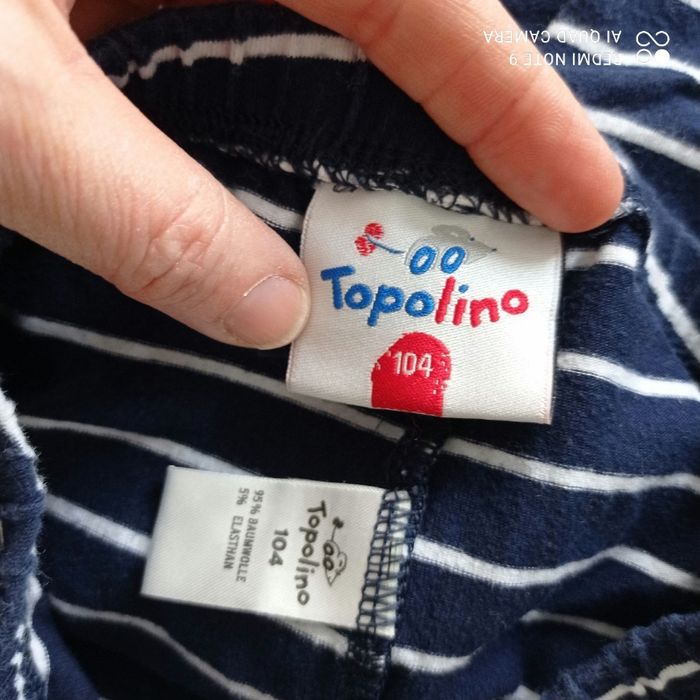 REDMI NOTE 9
AI QUAD CAMERA
Topolino
104
Topolino
104
95% BAUMWOLLE
5% ELASTHAN